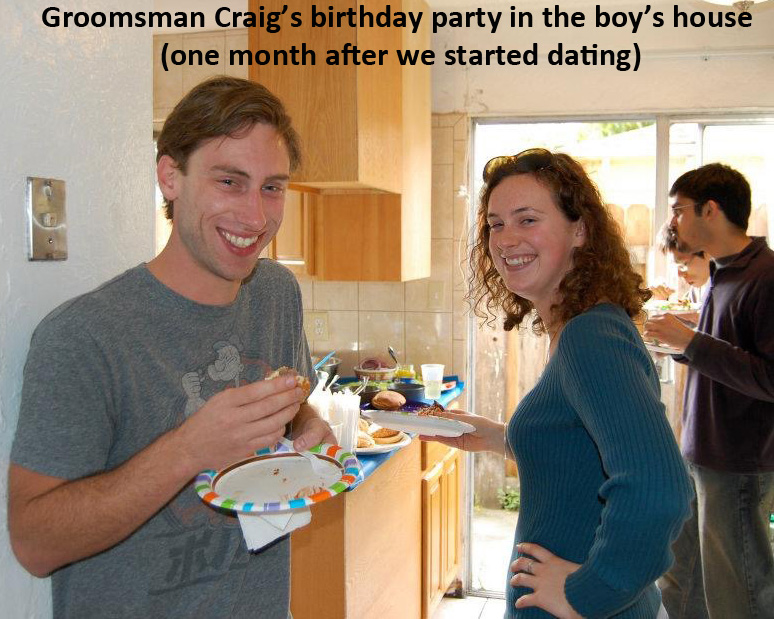 Groomsman Craig’s birthday party in the boy’s house
(one month after we started dating)